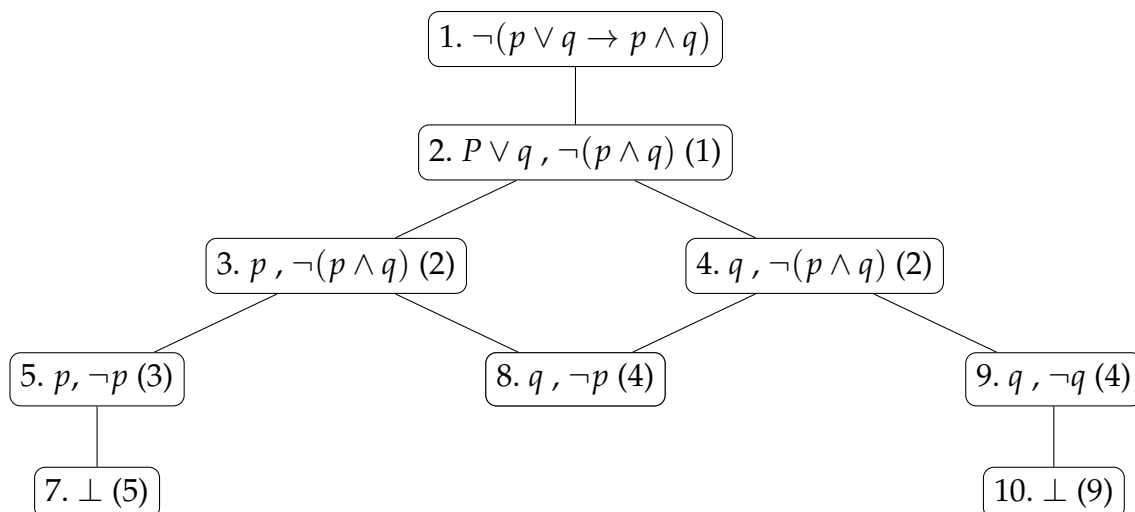 1. ¬(p ∨ q → p ∧ q)
2. P ∨ q , ¬(p ∧ q) (1)
3. p , ¬(p ∧ q) (2)
4. q , ¬(p ∧ q) (2)
5. p, ¬p (3)
8. q , ¬p (4)
9. q , ¬q (4)
7. ⊥ (5)
10. ⊥ (9)